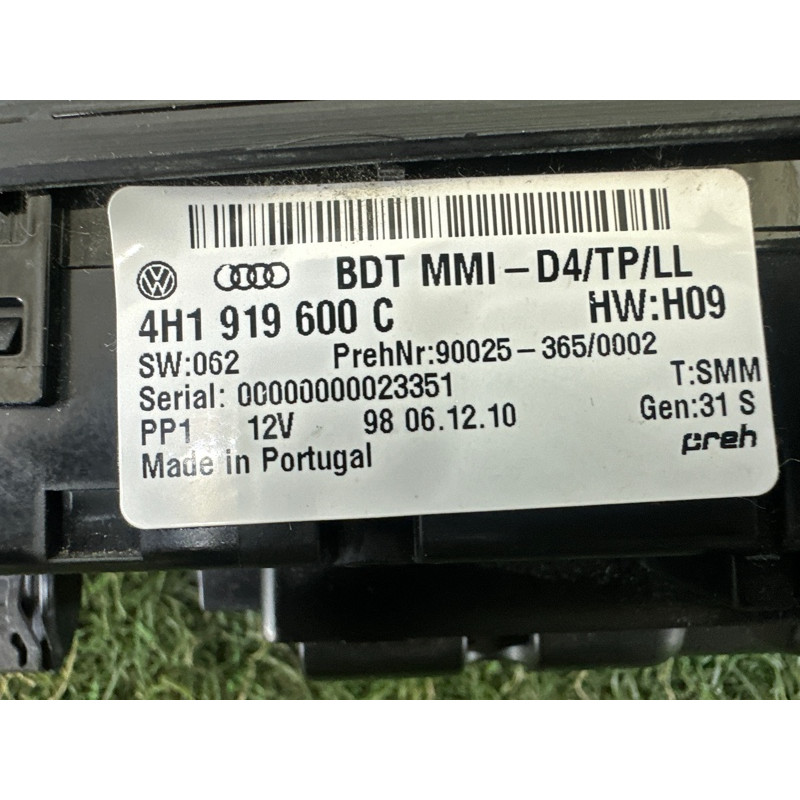 BDT MMI-D4/TP/LL
4H1 919 600 C HW:H09
SW:062 PrehNr:90025-365/0002
Serial: 00000000023351 T:SMM
PP1 12V 98 06.12.10 Gen:31 S
Made in Portugal preh